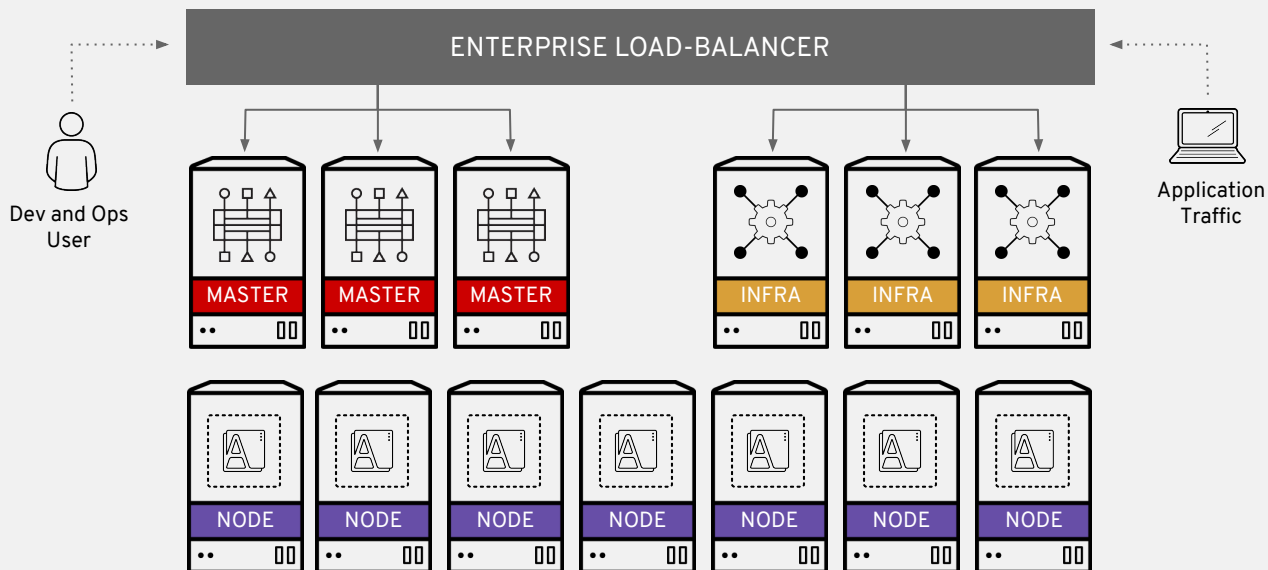 ENTERPRISE LOAD-BALANCER
Dev and Ops
User
Application
Traffic
MASTER
MASTER
MASTER
INFRA
INFRA
INFRA
NODE
NODE
NODE
NODE
NODE
NODE
NODE